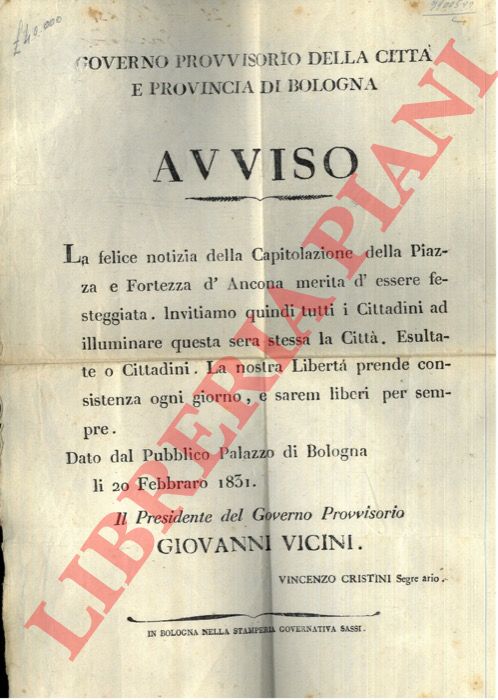 £40.000
GOVERNO PROVVISORIO DELLA CITTÀ
E PROVINCIA DI BOLOGNA
AVVISO
La felice notizia della Capitolazione della Piaz-
za e Fortezza d' Ancona merita d' essere fe-
steggiata. Invitiamo quindi tutti i Cittadini ad
illuminare questa sera stessa la Città. Esulta-
te o Cittadini. La nostra Libertá prende con-
sistenza ogni giorno, e sarem liberi per sem-
pre.
Dato dal Pubblico Palazzo di Bologna
li 20 Febbraro 1831.
Il Presidente del Governo Provvisorio
GIOVANNI VICINI.
VINCENZO CRISTINI Segre ario.
IN BOLOGNA NELLA STAMPERIA GOVERNATIVA SASSI.
LIBRERIA PIANI